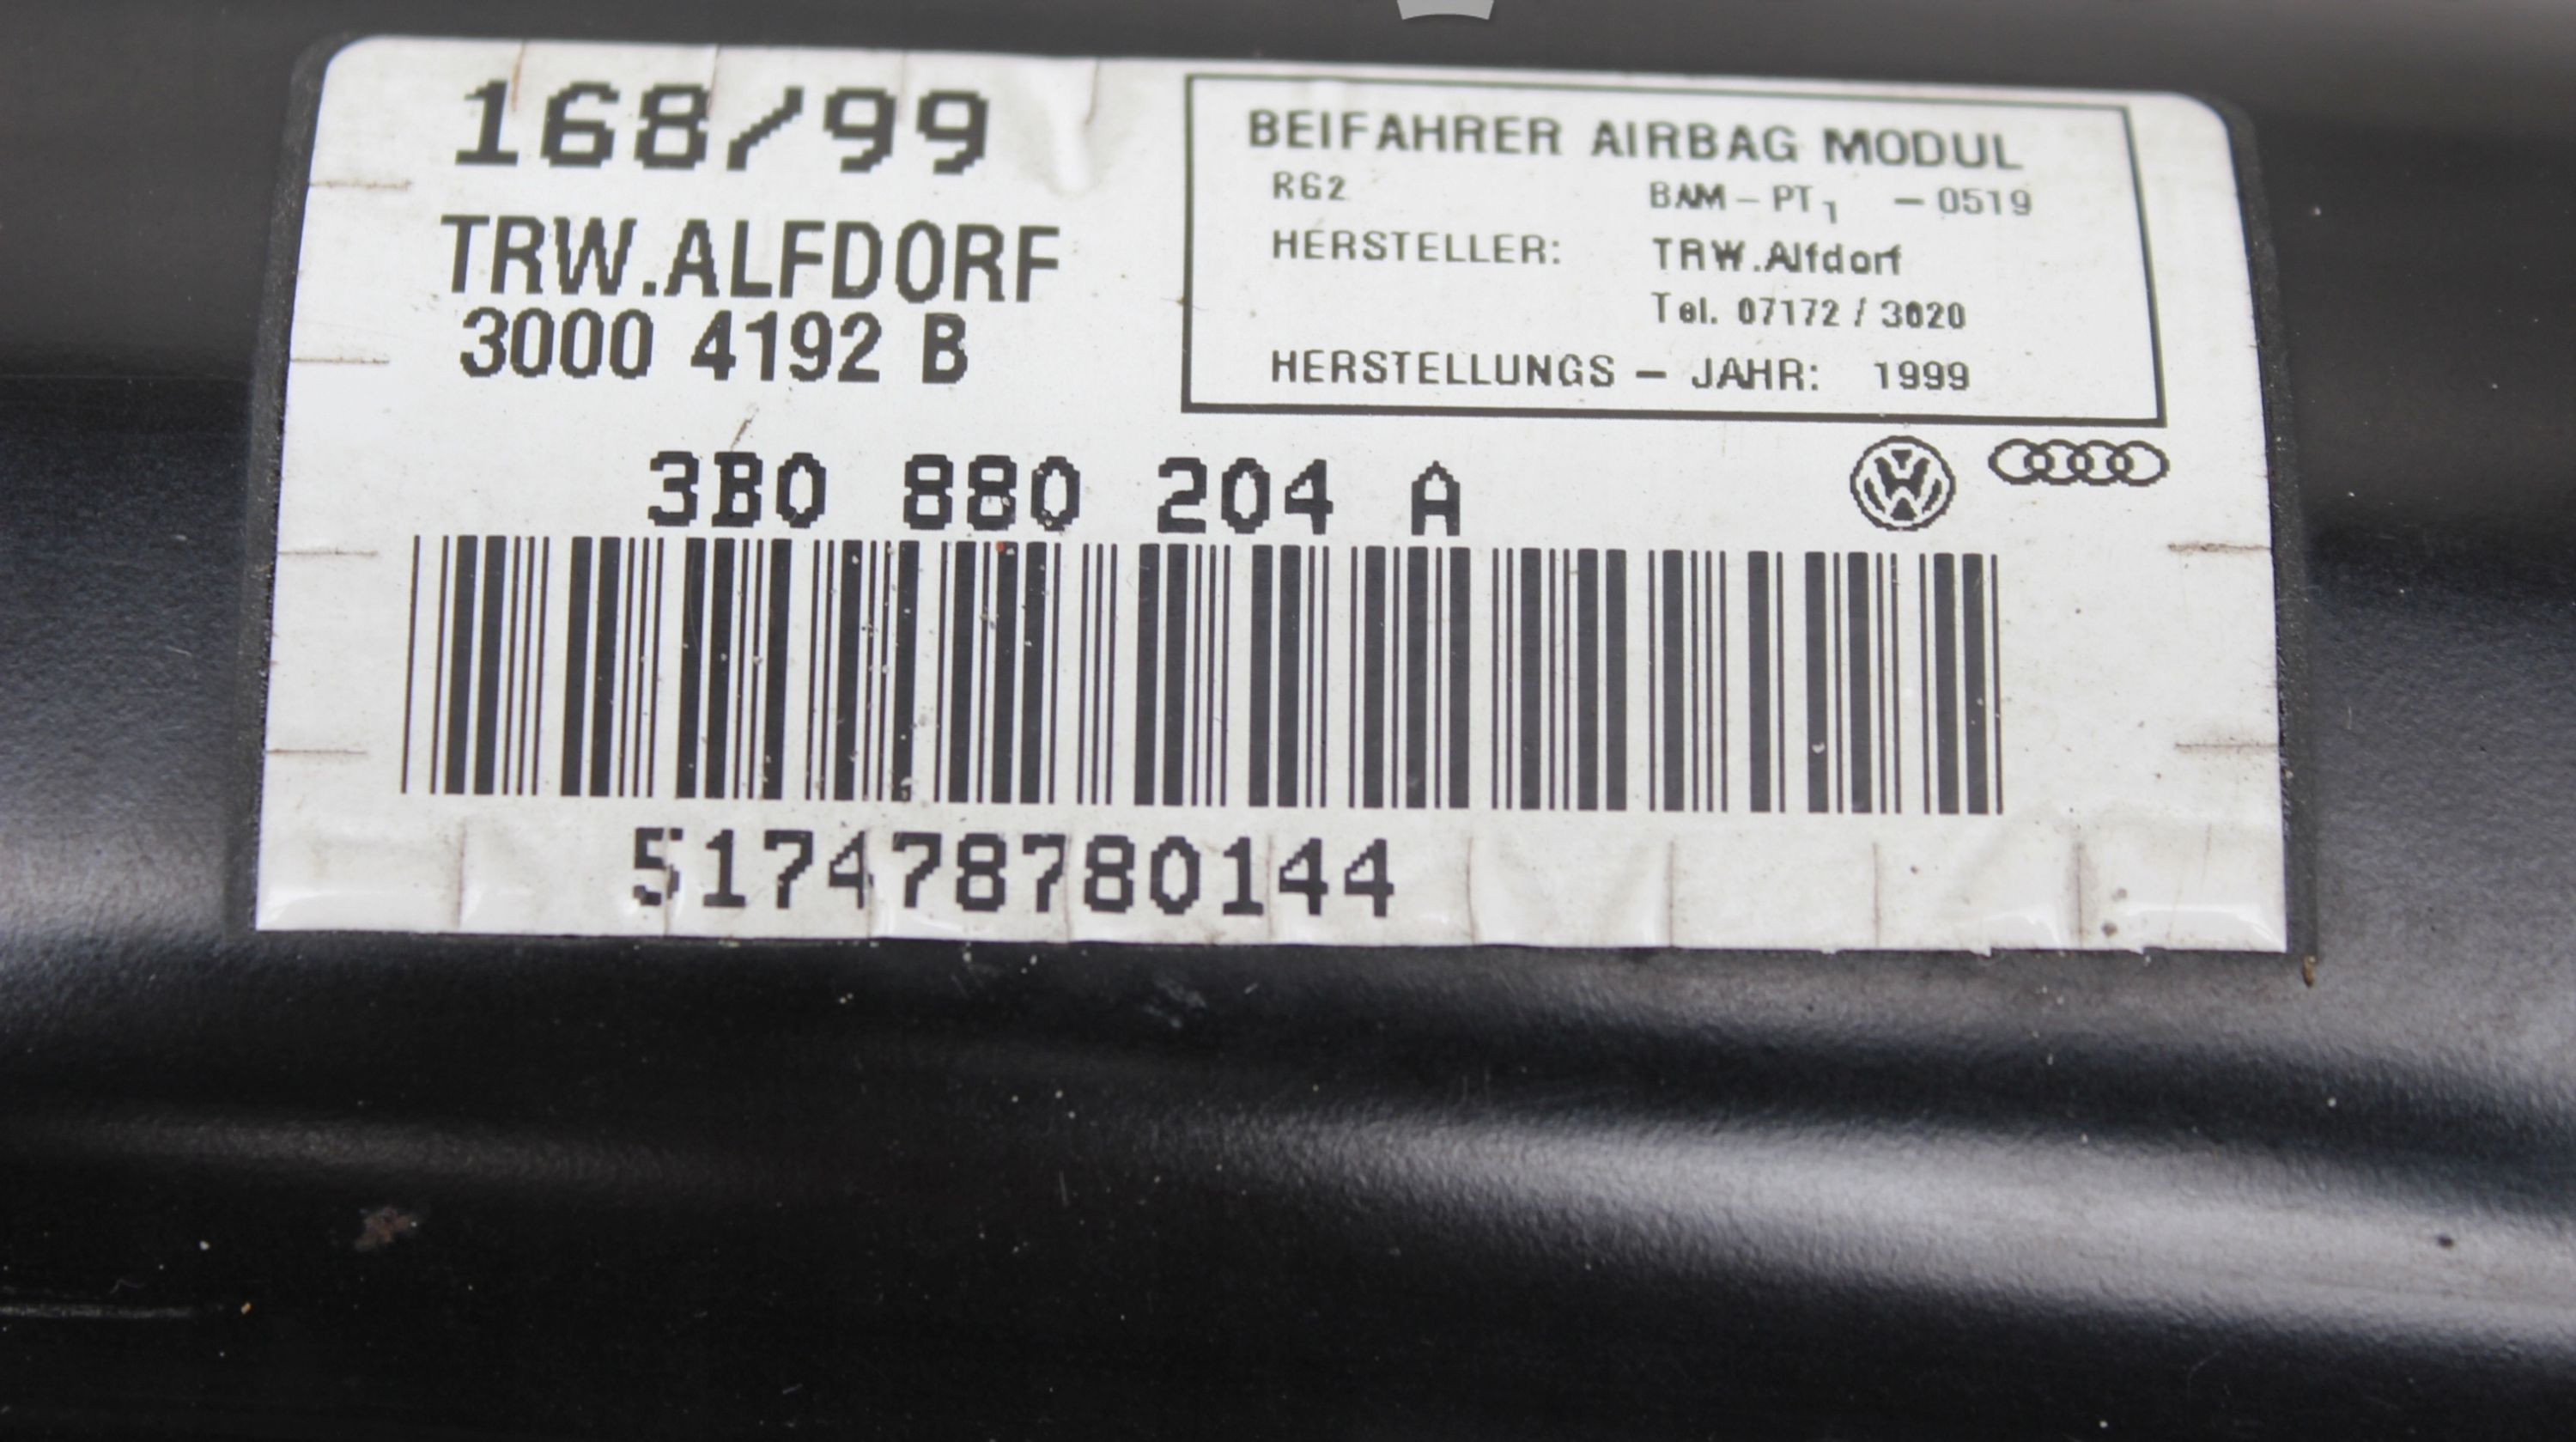 168/99
TRW.ALFDORF
3000 4192 B
BEIFAHRER AIRBAG MODUL
RG2 BAM – PT1 – 0519
HERSTELLER: TRW.Alfdorf
Tel. 07172 / 3020
HERSTELLUNGS – JAHR: 1999
3B0 880 204 A
517478780144